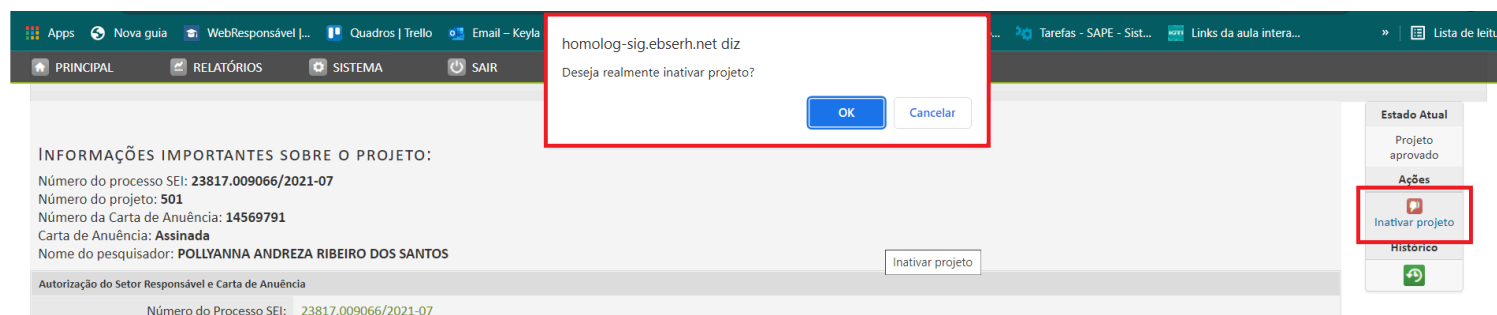 Apps Nova guia WebResponsável |... Quadros | Trello Email – Keyla ... Tarefas - SAPE - Sist... Links da aula intera... » Lista de leitu
homolog-sig.ebserh.net diz
Deseja realmente inativar projeto?
OK Cancelar
PRINCIPAL RELATÓRIOS SISTEMA SAIR
INFORMAÇÕES IMPORTANTES SOBRE O PROJETO:
Número do processo SEI: 23817.009066/2021-07
Número do projeto: 501
Número da Carta de Anuência: 14569791
Carta de Anuência: Assinada
Nome do pesquisador: POLLYANNA ANDREZA RIBEIRO DOS SANTOS
Inativar projeto
Autorização do Setor Responsável e Carta de Anuência
Número do Processo SEI: 23817.009066/2021-07
Estado Atual
Projeto
aprovado
Ações
Inativar projeto
Histórico